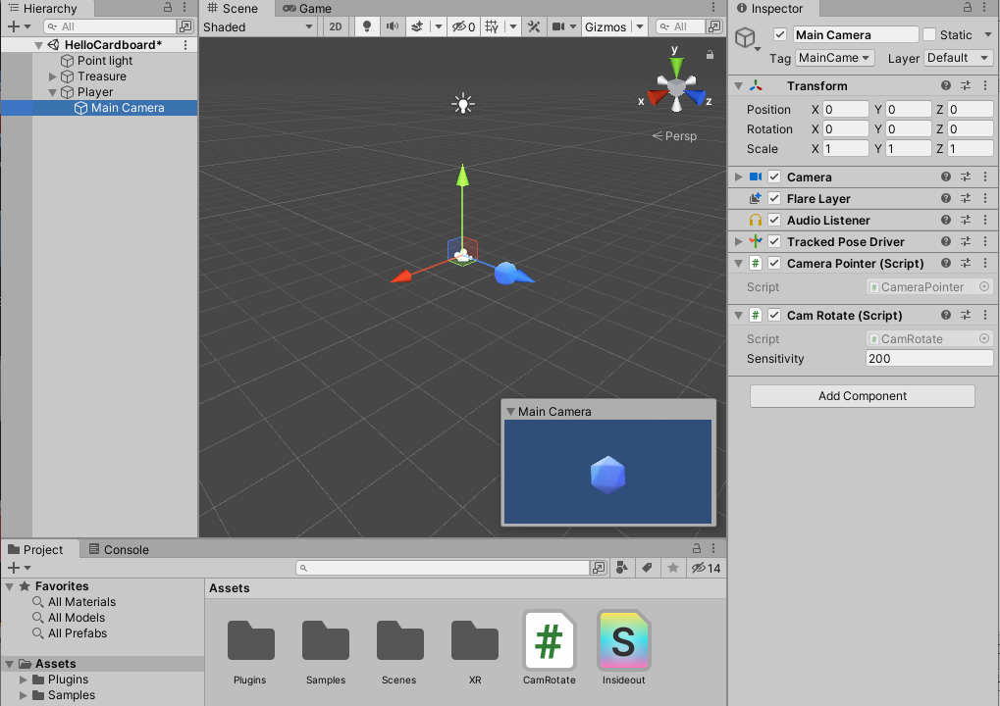 Hierarchy
All
HelloCardboard*
Point light
Treasure
Player
Main Camera
Scene
Game
Shaded
2D
0
Gizmos
All
y
x
z
Persp
Main Camera
Inspector
Main Camera
Static
Tag MainCame
Layer Default
Transform
Position X 0 Y 0 Z 0
Rotation X 0 Y 0 Z 0
Scale X 1 Y 1 Z 1
Camera
Flare Layer
Audio Listener
Tracked Pose Driver
# Camera Pointer (Script)
Script # CameraPointer
# Cam Rotate (Script)
Script # CamRotate
Sensitivity 200
Add Component
Project
Console
14
Favorites
All Materials
All Models
All Prefabs
Assets
Plugins
Samples
Assets
# S
Plugins Samples Scenes XR CamRotate Insideout